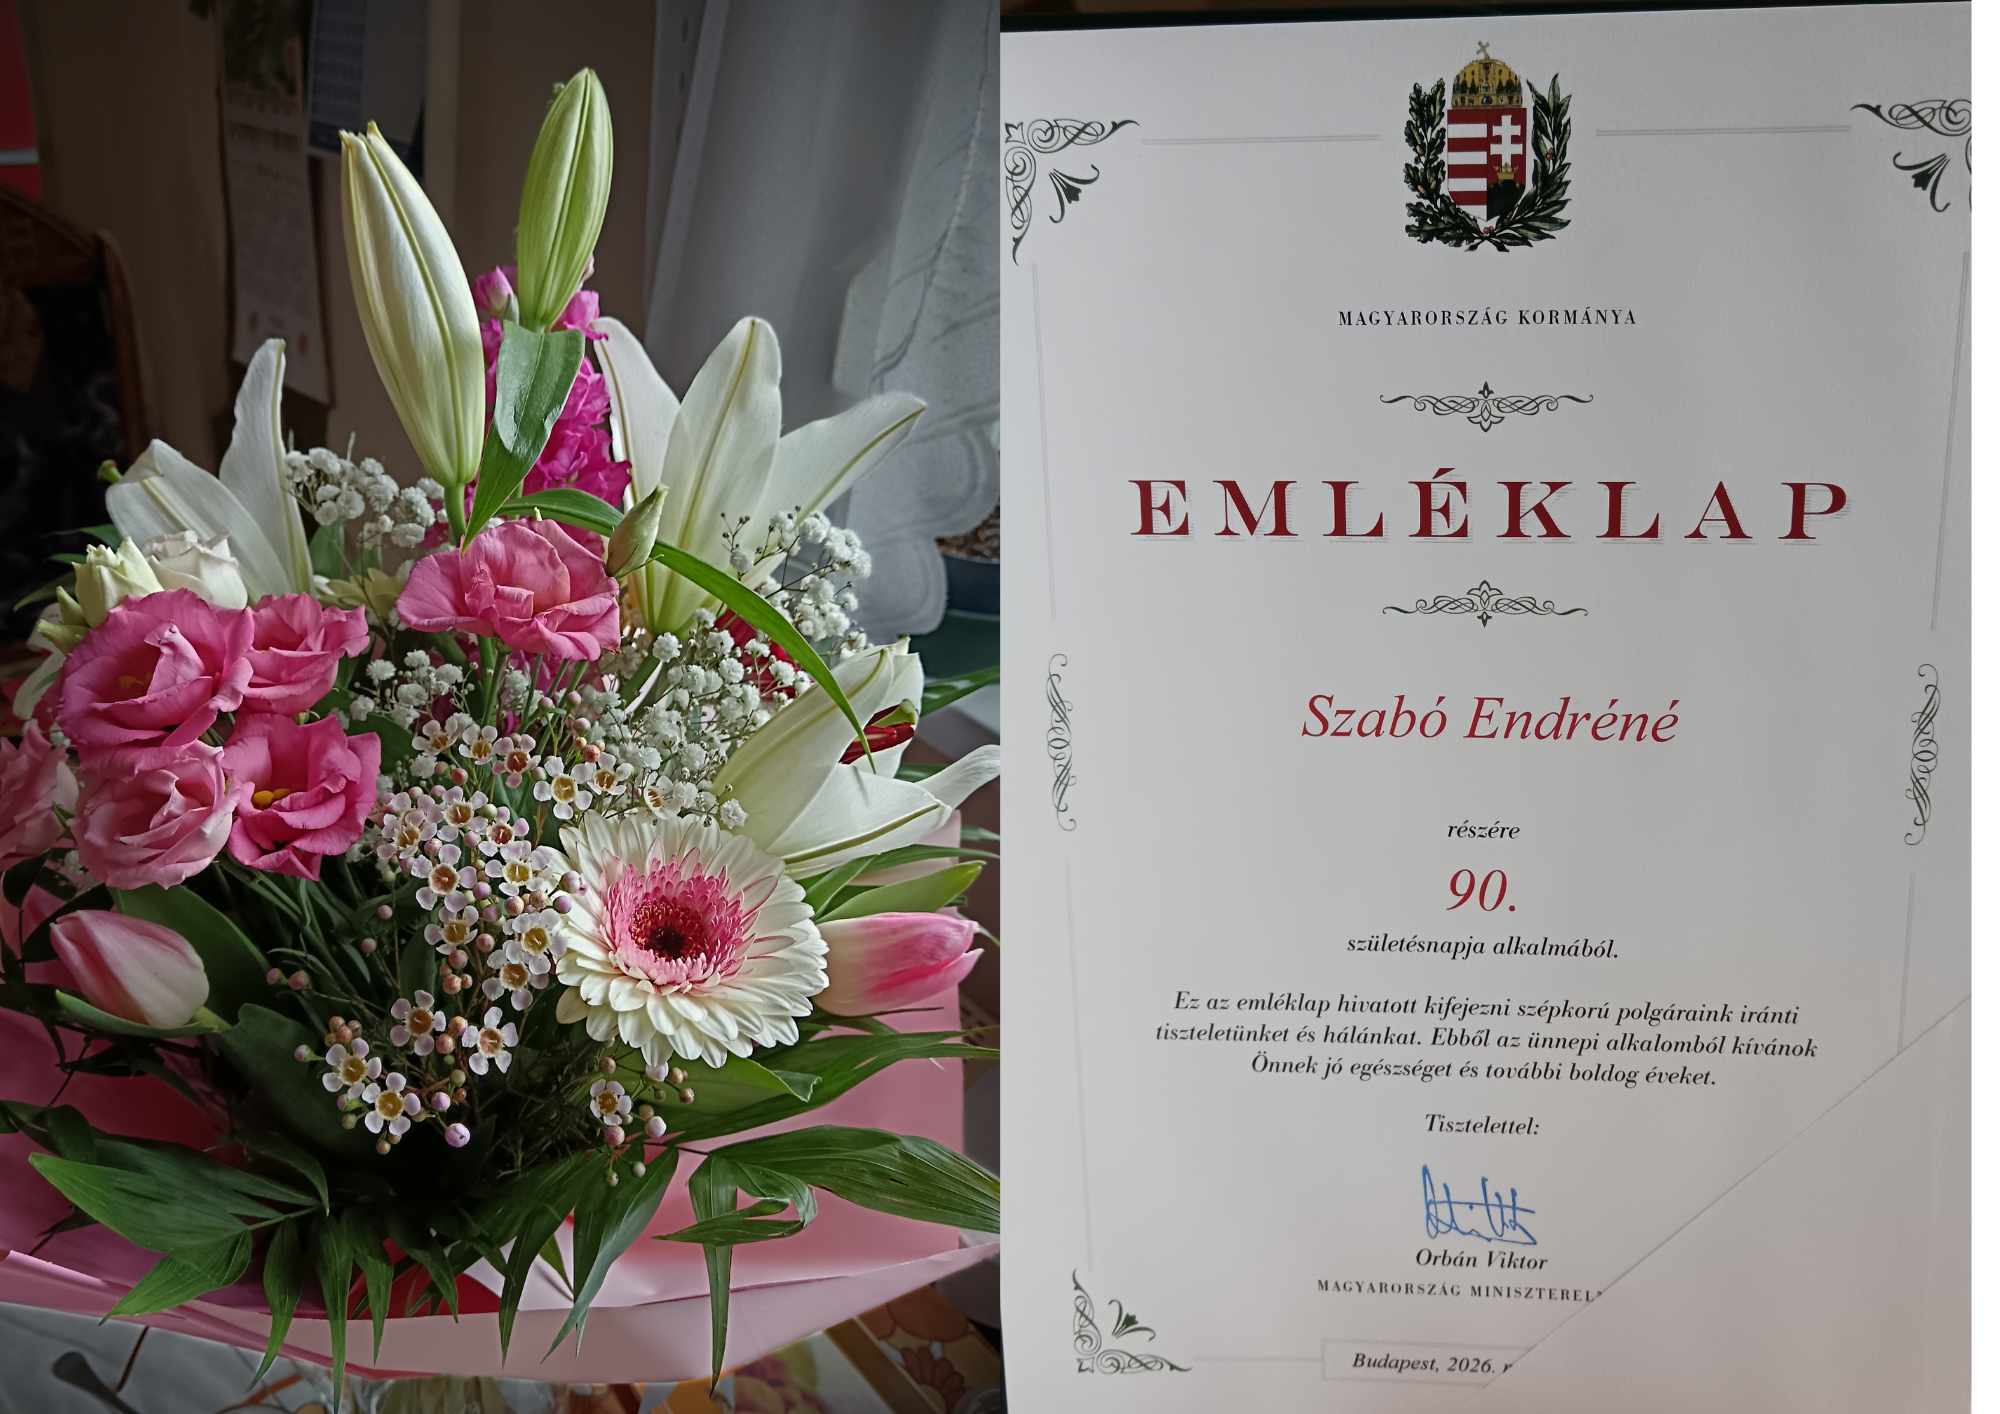 MAGYARORSZÁG KORMÁNYA
EMLÉKLAP
Szabó Endréné
részére
90.
születésnapja alkalmából.
Ez az emléklap hivatott kifejezni szépkorú polgáraink iránti
tiszteletünket és hálánkat. Ebből az ünnepi alkalomból kívánok
Önnek jó egészséget és további boldog éveket.
Tisztelettel:
Orbán Viktor
MAGYARORSZÁG
Budapest, 2026.